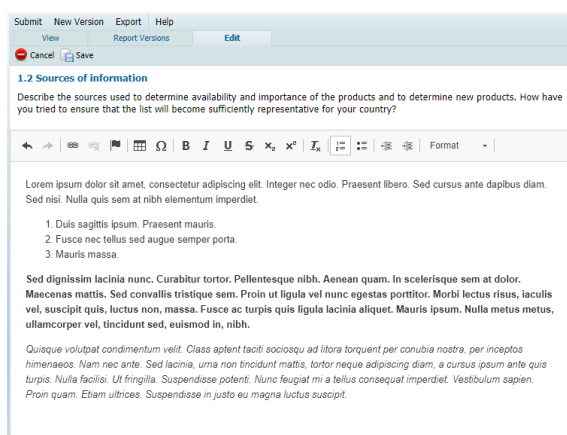 Submit New Version Export Help
View Report Versions Edit
Cancel Save
1.2 Sources of information
Describe the sources used to determine availability and importance of the products and to determine new products. How have
you tried to ensure that the list will become sufficiently representative for your country?
Ω B I U S x₂ x² Tx Format
Lorem ipsum dolor sit amet, consectetur adipiscing elit. Integer nec odio. Praesent libero. Sed cursus ante dapibus diam.
Sed nisi. Nulla quis sem at nibh elementum imperdiet.
1. Duis sagittis ipsum. Praesent mauris.
2. Fusce nec tellus sed augue semper porta.
3. Mauris massa.
Sed dignissim lacinia nunc. Curabitur tortor. Pellentesque nibh. Aenean quam. In scelerisque sem at dolor.
Maecenas mattis. Sed convallis tristique sem. Proin ut ligula vel nunc egestas porttitor. Morbi lectus risus, iaculis
vel, suscipit quis, luctus non, massa. Fusce ac turpis quis ligula lacinia aliquet. Mauris ipsum. Nulla metus metus,
ullamcorper vel, tincidunt sed, euismod in, nibh.
Quisque volutpat condimentum velit. Class aptent taciti sociosqu ad litora torquent per conubia nostra, per inceptos
himenaeos. Nam nec ante. Sed lacinia, urna non tincidunt mattis, tortor neque adipiscing diam, a cursus ipsum ante quis
turpis. Nulla facilisi. Ut fringilla. Suspendisse potenti. Nunc feugiat mi a tellus consequat imperdiet. Vestibulum sapien.
Proin quam. Etiam ultrices. Suspendisse in justo eu magna luctus suscipit.